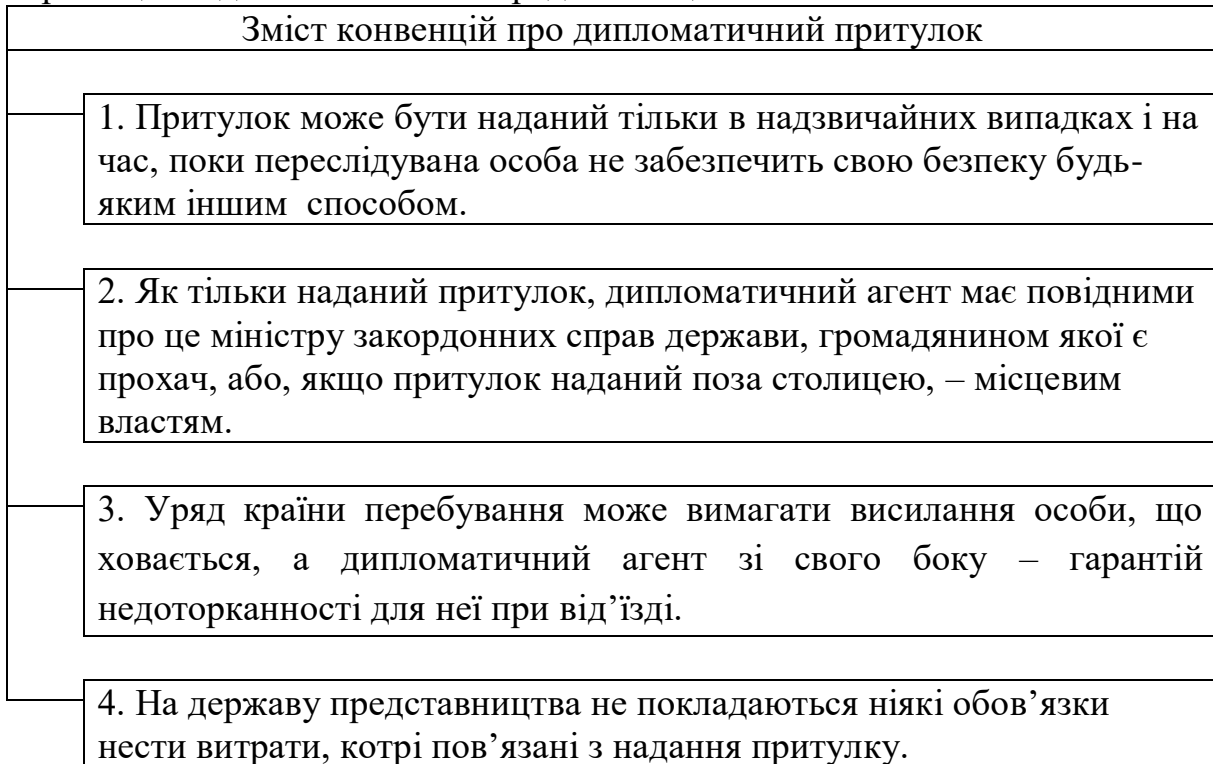 Зміст конвенцій про дипломатичний притулок
1. Притулок може бути наданий тільки в надзвичайних випадках і на
час, поки переслідувана особа не забезпечить свою безпеку будь-
яким іншим способом.
2. Як тільки наданий притулок, дипломатичний агент має повідними
про це міністру закордонних справ держави, громадянином якої є
прохач, або, якщо притулок наданий поза столицею, – місцевим
властям.
3. Уряд країни перебування може вимагати висилання особи, що
ховається, а дипломатичний агент зі свого боку – гарантій
недоторканності для неї при від’їзді.
4. На державу представництва не покладаються ніякі обов’язки
нести витрати, котрі пов’язані з надання притулку.